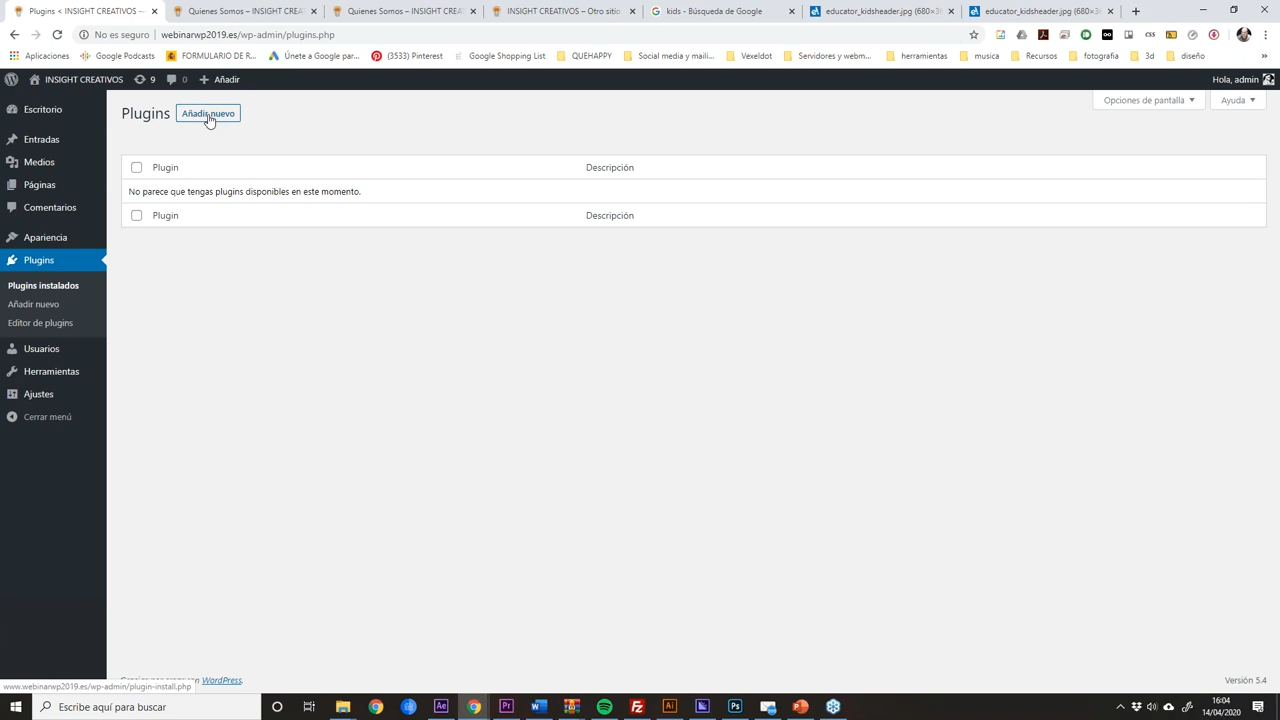 Plugins < INSIGHT CREATIVOS —
Quienes Somos – INSIGHT CREA
Quienes Somos – INSIGHT CREAT
INSIGHT CREATIVOS – Otro sitio
kids - Búsqueda de Google
educator_kidsheader.jpg (680×3
educator_kidsheader.jpg (680×3
No es seguro
webinarwp2019.es/wp-admin/plugins.php
Aplicaciones
Google Podcasts
FORMULARIO DE R...
Únete a Google par...
(3533) Pinterest
Google Shopping List
QUEHAPPY
Social media y maili...
Vexeldot
Servidores y webm...
herramientas
musica
Recursos
fotografia
3d
diseño
»
INSIGHT CREATIVOS
9
0
Añadir
Hola, admin
Escritorio
Entradas
Medios
Páginas
Comentarios
Apariencia
Plugins
Plugins instalados
Añadir nuevo
Editor de plugins
Usuarios
Herramientas
Ajustes
Cerrar menú
Plugins
Añadir nuevo
Opciones de pantalla
Ayuda
Plugin
Descripción
No parece que tengas plugins disponibles en este momento.
Plugin
Descripción
WordPress.
Versión 5.4
www.webinarwp2019.es/wp-admin/plugin-install.php
Escribe aquí para buscar
16:04
14/04/2020